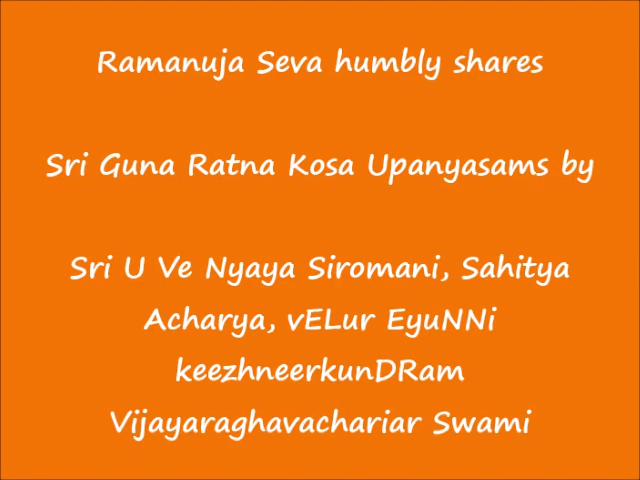 Ramanuja Seva humbly shares
Sri Guna Ratna Kosa Upanyasams by
Sri U Ve Nyaya Siromani, Sahitya
Acharya, vELur EyuNNi
keezhneerkunDRam
Vijayaraghavachariar Swami